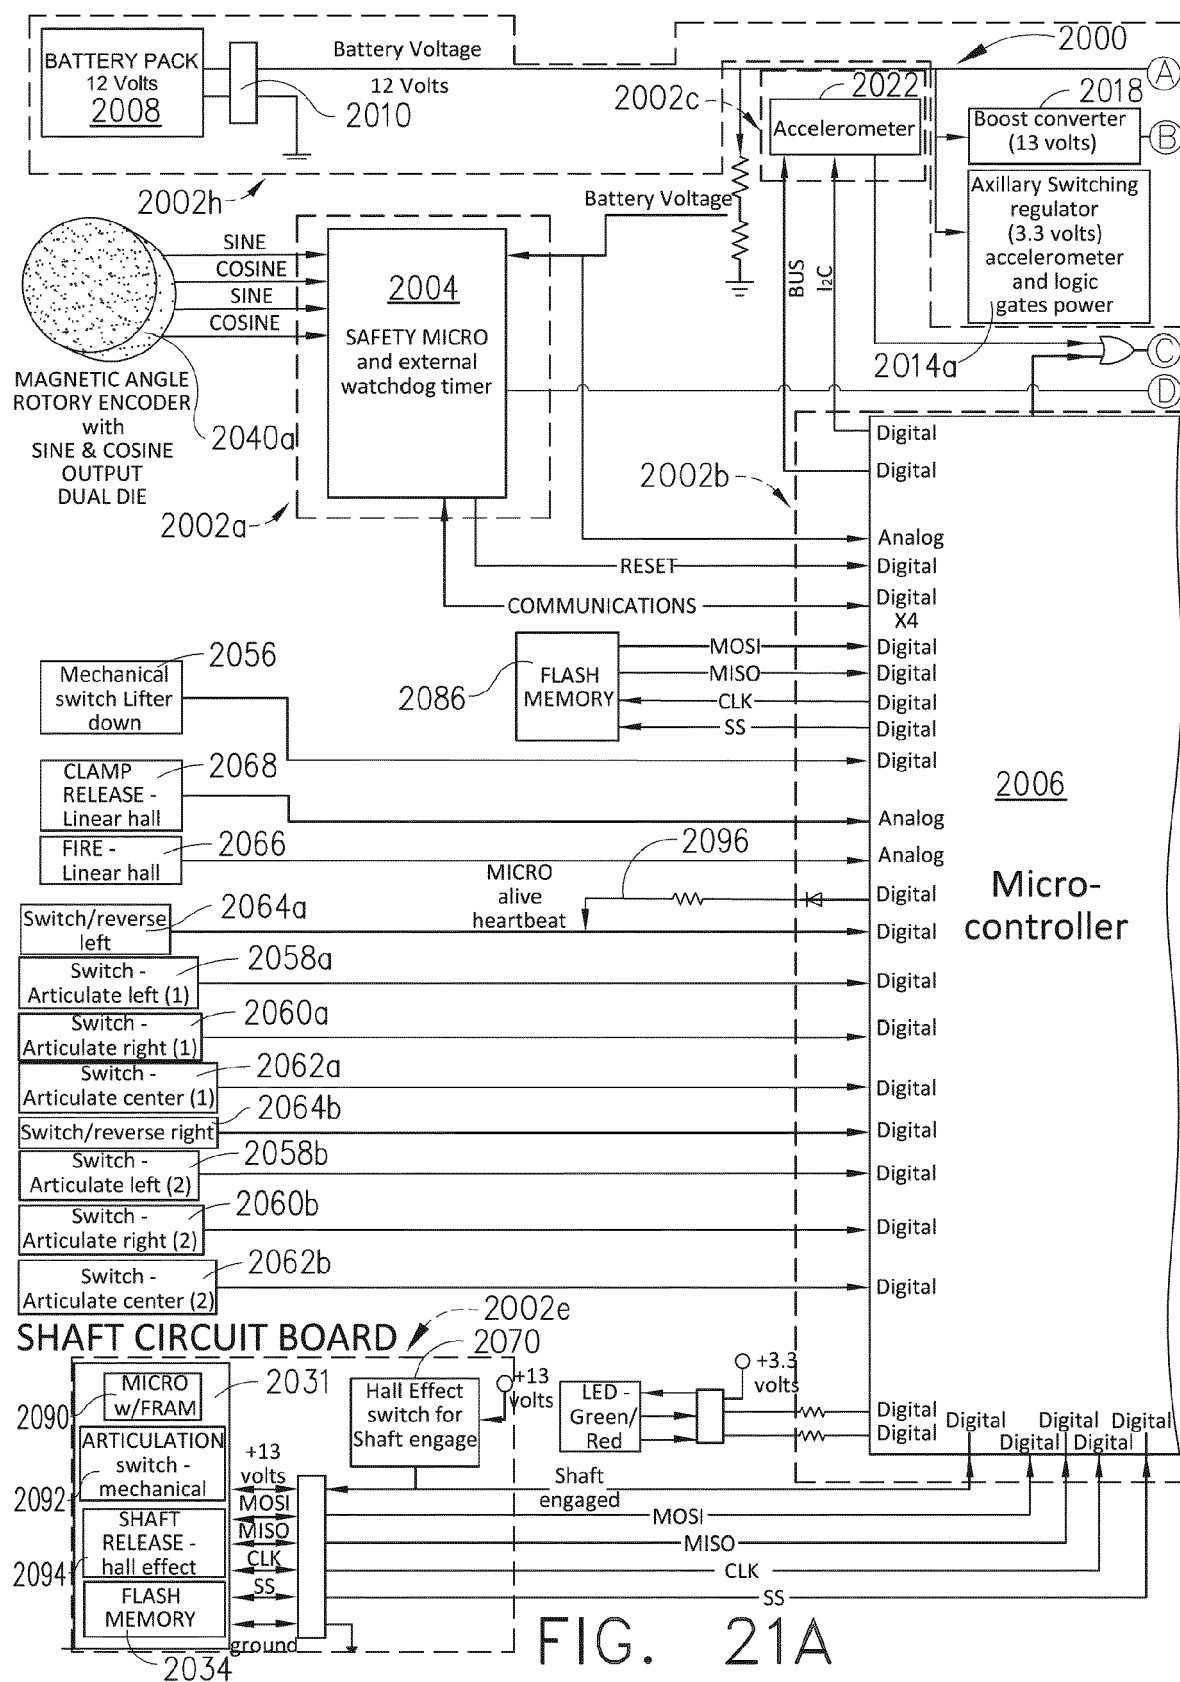 BATTERY PACK
12 Volts
2008
Battery Voltage
12 Volts
2010
2002h
2000
A
2002c
2022
Accelerometer
2018
Boost converter
(13 volts)
B
Axillary Switching
regulator
(3.3 volts)
accelerometer
and logic
gates power
2014a
C
D
Battery Voltage
BUS
I2C
SINE
COSINE
SINE
COSINE
MAGNETIC ANGLE
ROTORY ENCODER
with
SINE & COSINE
OUTPUT
DUAL DIE
2040a
2004
SAFETY MICRO
and external
watchdog timer
2002a
2002b
Digital
Digital
Analog
RESET
Digital
COMMUNICATIONS
Digital
X4
2086
FLASH
MEMORY
MOSI
Digital
MISO
Digital
CLK
Digital
SS
Digital
Mechanical
switch Lifter
down
2056
Digital
CLAMP
RELEASE -
Linear hall
2068
Analog
FIRE -
Linear hall
2066
Analog
2006
Micro-
controller
MICRO
alive
heartbeat
2096
Digital
Switch/reverse
left
2064a
Digital
Switch -
Articulate left (1)
2058a
Digital
Switch -
Articulate right (1)
2060a
Digital
Switch -
Articulate center (1)
2062a
Digital
Switch/reverse right
2064b
Digital
Switch -
Articulate left (2)
2058b
Digital
Switch -
Articulate right (2)
2060b
Digital
Switch -
Articulate center (2)
2062b
Digital
SHAFT CIRCUIT BOARD
2002e
2070
2031
MICRO
w/FRAM
2090
ARTICULATION
switch -
mechanical
2092
SHAFT
RELEASE -
hall effect
2094
FLASH
MEMORY
2034
Hall Effect
switch for
Shaft engage
+13
volts
+13
volts
MOSI
MISO
CLK
SS
ground
LED -
Green/
Red
+3.3
volts
Digital
Digital
Digital
Digital
Digital
Digital
Digital
Shaft
engaged
MOSI
MISO
CLK
SS
FIG. 21A